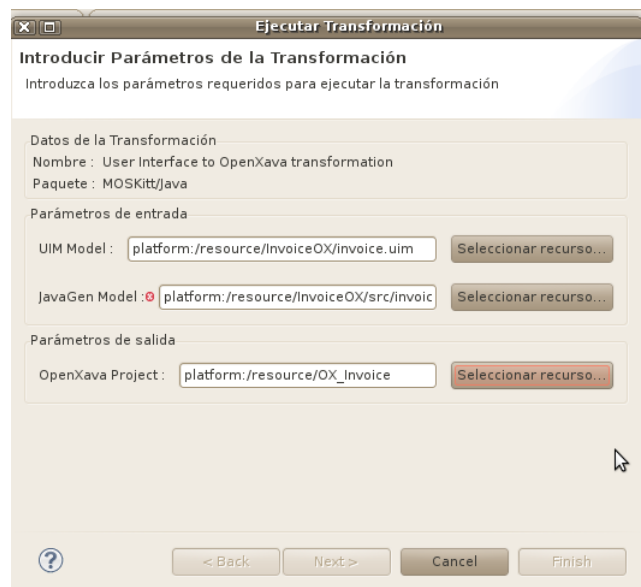 Ejecutar Transformación
Introducir Parámetros de la Transformación
Introduzca los parámetros requeridos para ejecutar la transformación
Datos de la Transformación
Nombre : User Interface to OpenXava transformation
Paquete : MOSKitt/Java
Parámetros de entrada
UIM Model : platform:/resource/InvoiceOX/invoice.uim Seleccionar recurso...
JavaGen Model : platform:/resource/InvoiceOX/src/invoic Seleccionar recurso...
Parámetros de salida
OpenXava Project : platform:/resource/OX_Invoice Seleccionar recurso...
? < Back Next > Cancel Finish